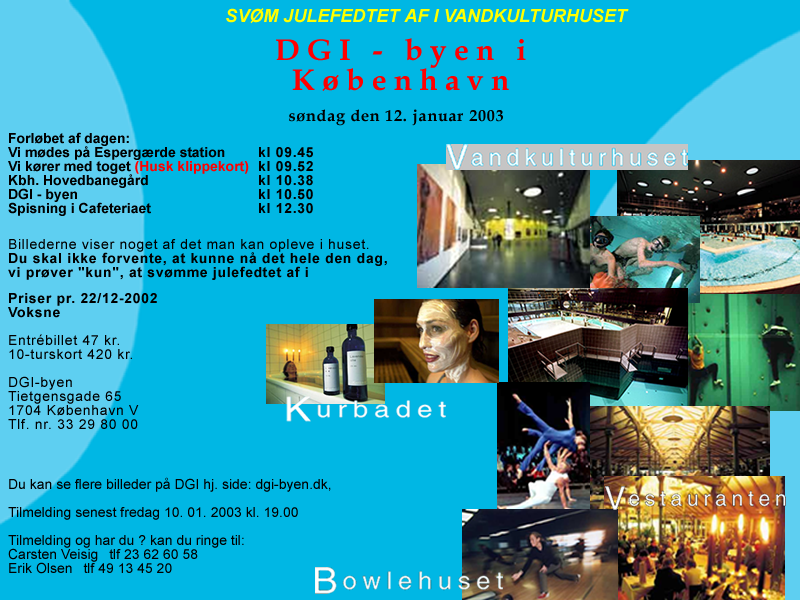 SVØM JULEFEDTET AF I VANDKULTURHUSET
DGI - byen i
København
søndag den 12. januar 2003
Forløbet af dagen:
Vi mødes på Espergærde station kl 09.45
Vi kører med toget (Husk klippekort) kl 09.52
Kbh. Hovedbanegård kl 10.38
DGI - byen kl 10.50
Spisning i Cafeteriaet kl 12.30
Vandkulturhuset
Billederne viser noget af det man kan opleve i huset.
Du skal ikke forvente, at kunne nå det hele den dag,
vi prøver "kun", at svømme julefedtet af i
Priser pr. 22/12-2002
Voksne
Entrébillet 47 kr.
10-turskort 420 kr.
DGI-byen
Tietgensgade 65
1704 København V
Tlf. nr. 33 29 80 00
Kurbadet
Du kan se flere billeder på DGI hj. side: dgi-byen.dk,
Vestauranten
Tilmelding senest fredag 10. 01. 2003 kl. 19.00
Tilmelding og har du ? kan du ringe til:
Carsten Veisig tlf 23 62 60 58
Erik Olsen tlf 49 13 45 20
Bowlehuset